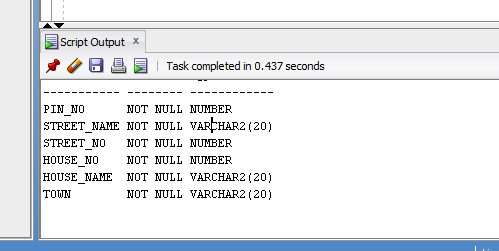 Script Output x
Task completed in 0.437 seconds
----------- -------- ------------
PIN_NO NOT NULL NUMBER
STREET_NAME NOT NULL VARCHAR2(20)
STREET_NO NOT NULL NUMBER
HOUSE_NO NOT NULL NUMBER
HOUSE_NAME NOT NULL VARCHAR2(20)
TOWN NOT NULL VARCHAR2(20)